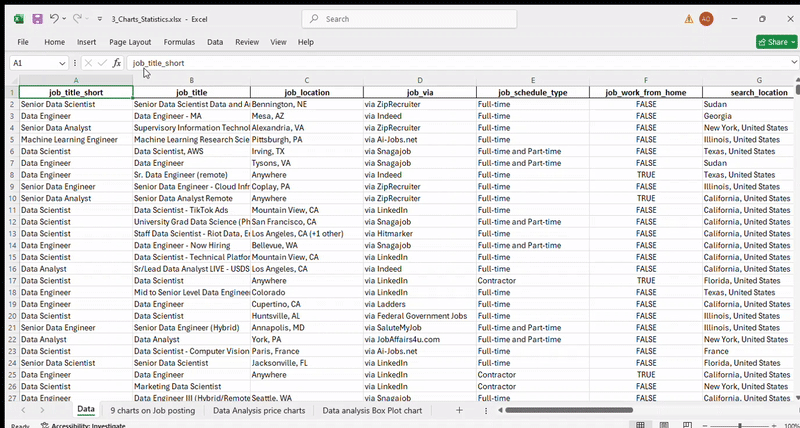 3_Charts_Statistics.xlsx - Excel Search AO
File Home Insert Page Layout Formulas Data Review View Help Share
A1 fx job_title_short
A B C D E F G
1 job_title_short job_title job_location job_via job_schedule_type job_work_from_home search_location
2 Senior Data Scientist Senior Data Scientist Data and Ar Bennington, NE via ZipRecruiter Full-time FALSE Sudan
3 Data Engineer Data Engineer - MA Mesa, AZ via Indeed Full-time FALSE Georgia
4 Senior Data Analyst Supervisory Information Technol Alexandria, VA via ZipRecruiter Full-time FALSE New York, United States
5 Machine Learning Engineer Machine Learning Research Scie Pittsburgh, PA via Ai-Jobs.net Full-time FALSE Illinois, United States
6 Data Scientist Data Scientist, AWS Irving, TX via Snagajob Full-time and Part-time FALSE Texas, United States
7 Data Engineer Data Engineer Tysons, VA via Snagajob Full-time and Part-time FALSE Sudan
8 Data Engineer Sr. Data Engineer (remote) Anywhere via Indeed Full-time TRUE Texas, United States
9 Senior Data Engineer Senior Data Engineer - Cloud Infr Coplay, PA via ZipRecruiter Full-time FALSE Illinois, United States
10 Senior Data Analyst Senior Data Analyst Remote Anywhere via ZipRecruiter Full-time TRUE California, United States
11 Data Scientist Data Scientist - TikTok Ads Mountain View, CA via LinkedIn Full-time FALSE California, United States
12 Data Scientist University Grad Data Science (Ph San Francisco, CA via Snagajob Full-time and Part-time FALSE California, United States
13 Data Scientist Staff Data Scientist - Riot Data, E Los Angeles, CA (+1 other) via Hitmarker Full-time FALSE California, United States
14 Data Engineer Data Engineer - Now Hiring Bellevue, WA via Snagajob Full-time and Part-time FALSE California, United States
15 Data Scientist Data Scientist - Technical Platfor Mountain View, CA via LinkedIn Full-time FALSE California, United States
16 Data Analyst Sr/Lead Data Analyst LIVE - USDS Los Angeles, CA via Indeed Full-time FALSE California, United States
17 Data Scientist Data Scientist Anywhere via LinkedIn Contractor TRUE Florida, United States
18 Data Engineer Mid to Senior Level Data Engineer Colorado via LinkedIn Full-time FALSE Texas, United States
19 Data Engineer Data Engineer Cupertino, CA via Ladders Full-time FALSE California, United States
20 Data Scientist Data Scientist Huntsville, AL via Federal Government Jobs Full-time FALSE Illinois, United States
21 Senior Data Engineer Senior Data Engineer (Hybrid) Annapolis, MD via SaluteMyJob Full-time and Part-time FALSE Illinois, United States
22 Data Analyst Data Analyst York, PA via JobAffairs4u.com Full-time and Part-time FALSE New York, United States
23 Data Scientist Data Scientist - Computer Vision Paris, France via Ai-Jobs.net Full-time FALSE France
24 Senior Data Scientist Senior Data Scientist Jacksonville, FL via LinkedIn Full-time FALSE Florida, United States
25 Data Engineer Data Engineer Anywhere via LinkedIn Contractor TRUE California, United States
26 Data Scientist Marketing Data Scientist via LinkedIn Contractor FALSE New York, United States
27 Data Engineer Data Engineer III (Hybrid/Remote Los Angeles, CA via LinkedIn Full-time FALSE California, United States
Data 9 charts on Job posting Data Analysis price charts Data analysis Box Plot chart
Ready Accessibility: Investigate 100%